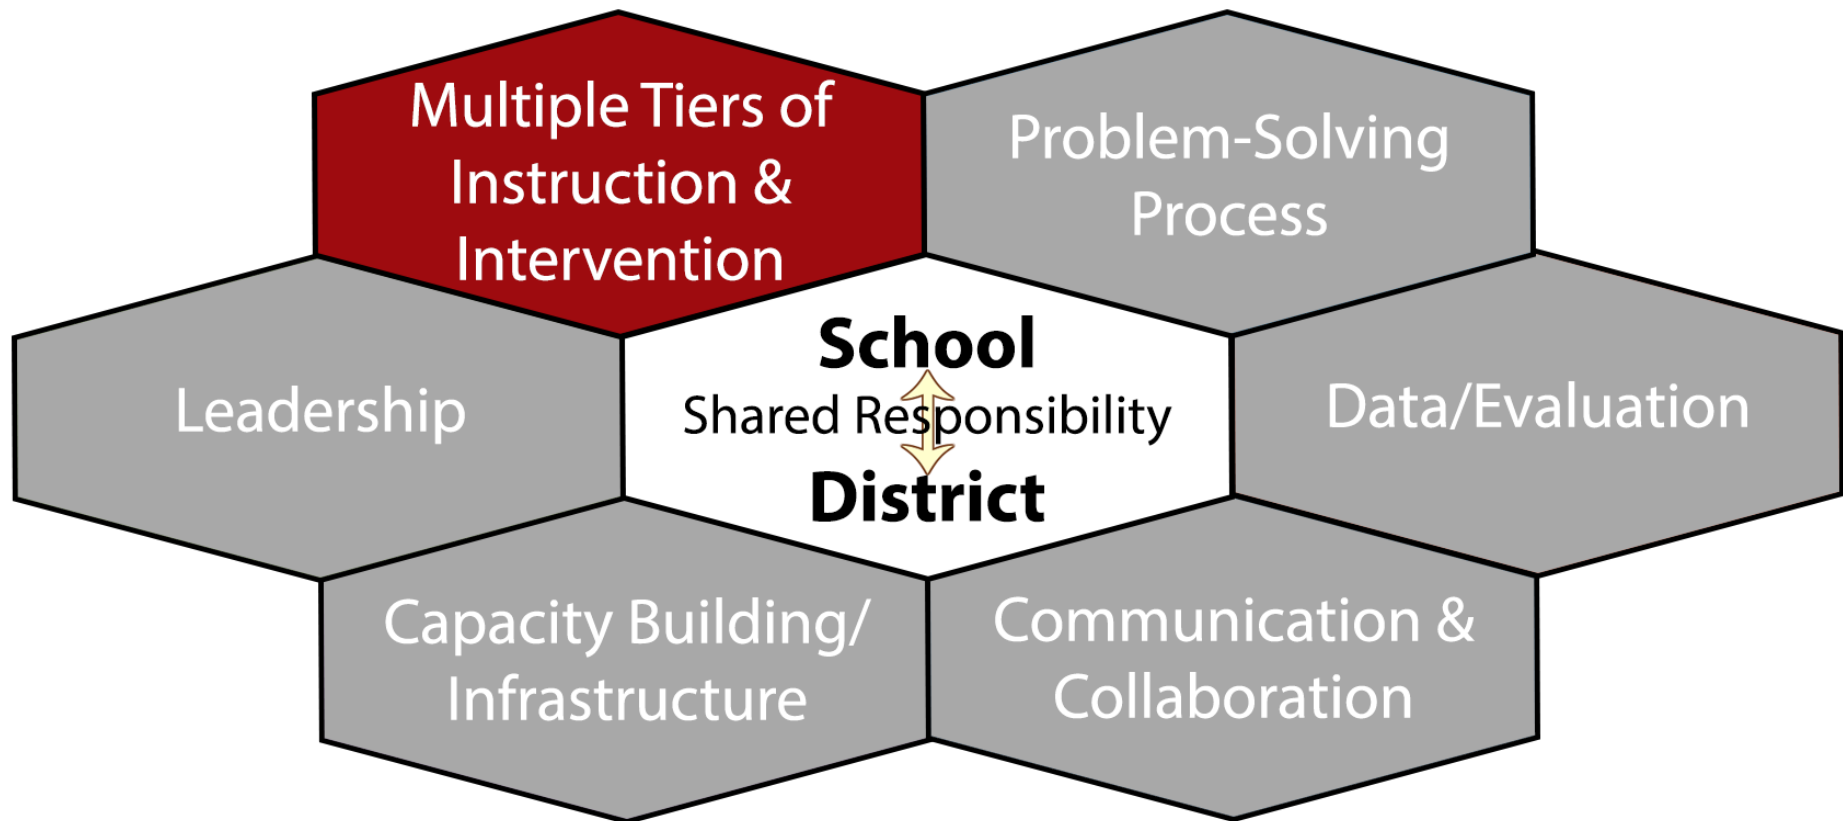 Multiple Tiers of
Instruction &
Intervention
Problem-Solving
Process
Leadership
School
Shared Responsibility
District
Data/Evaluation
Capacity Building/
Infrastructure
Communication &
Collaboration